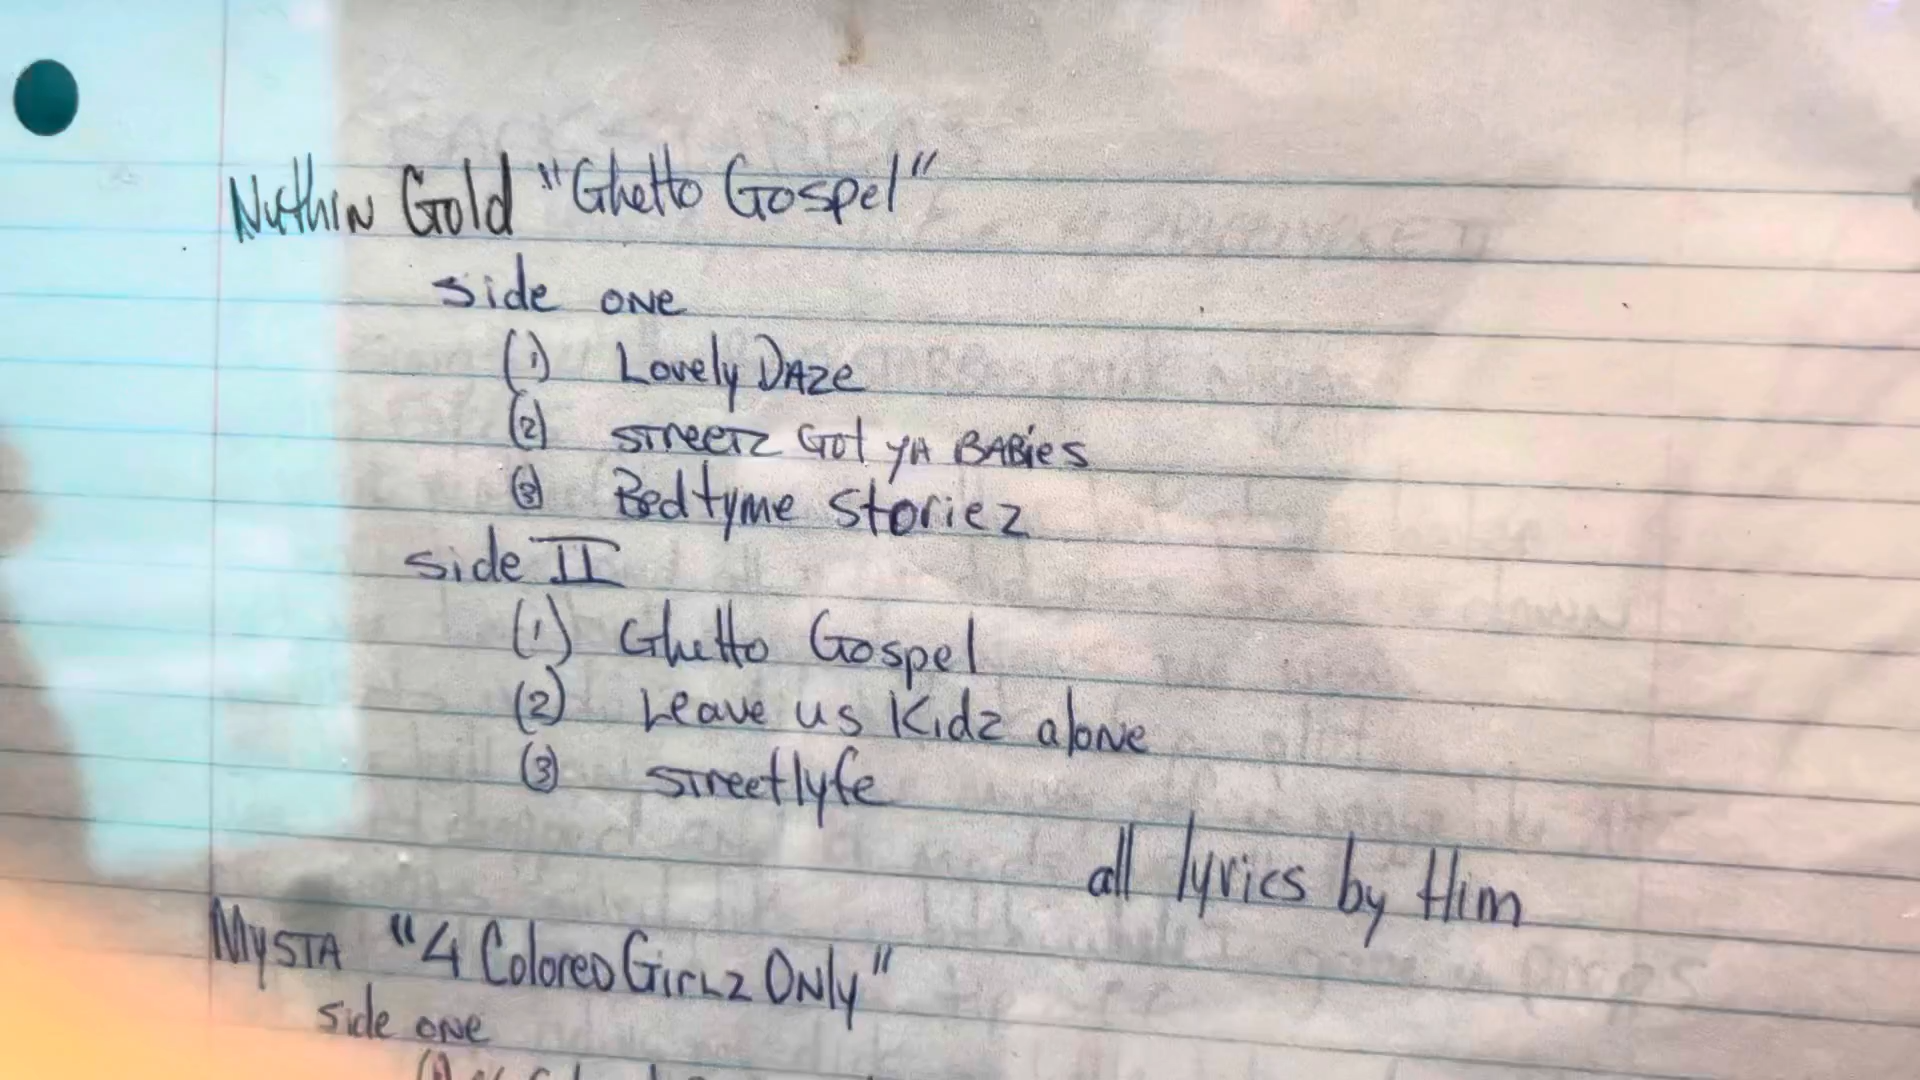 Nuthin Gold "Ghetto Gospel"
side one
(1) Lovely Daze
(2) Streetz Got ya Babies
(3) Bedtyme Storiez
side II
(1) Ghetto Gospel
(2) Leave us Kidz alone
(3) Streetlyfe
all lyrics by Him
Mysta "4 Colored Girlz Only"
side one